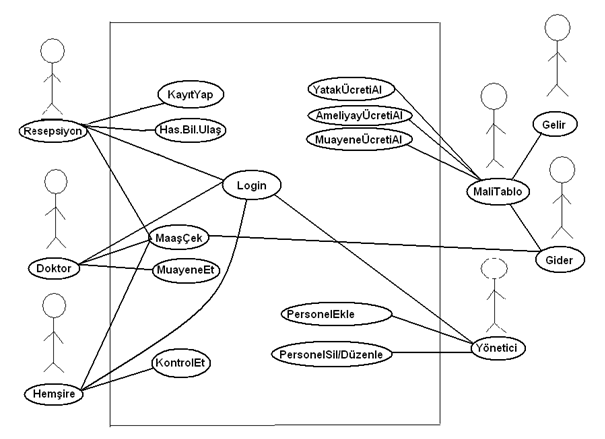 KayıtYap
Resepsiyon
Has.Bil.Ulaş
YatakÜcretiAl
AmeliyayÜcretiAl
MuayeneÜcretiAl
Gelir
Login
MaliTablo
MaaşÇek
Doktor
MuayeneEt
Gider
PersonelEkle
Yönetici
PersonelSil/Düzenle
KontrolEt
Hemşire